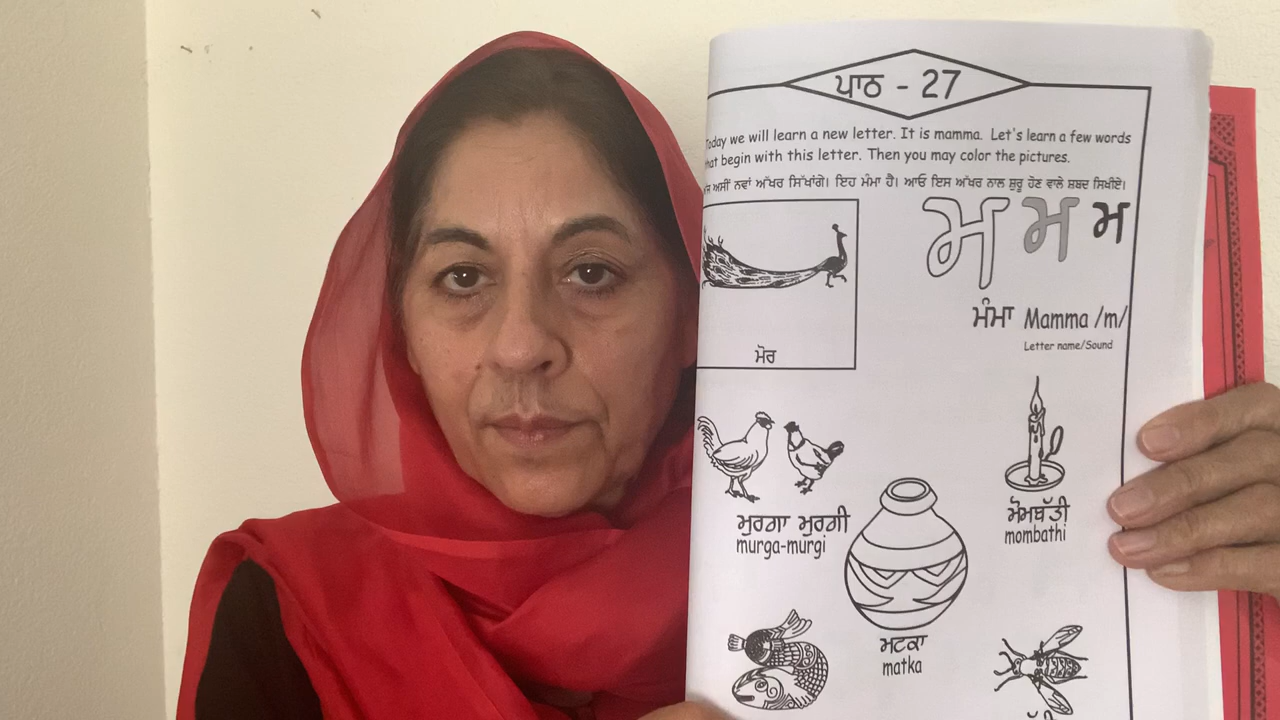 ਪਾਠ - 27
Today we will learn a new letter. It is mamma. Let's learn a few words
that begin with this letter. Then you may color the pictures.
ਅਸੀਂ ਨਵਾਂ ਅੱਖਰ ਸਿੱਖਾਂਗੇ। ਇਹ ਮੰਮਾ ਹੈ। ਆਓ ਇਸ ਅੱਖਰ ਨਾਲ ਸ਼ੁਰੂ ਹੋਣ ਵਾਲੇ ਸ਼ਬਦ ਸਿਖੀਏ।
ਮ ਮ ਮ
ਮੰਮਾ Mamma /m/
Letter name/Sound
ਮੋਰ
ਮੁਰਗਾ ਮੁਰਗੀ
murga-murgi
ਮੋਮਬੱਤੀ
mombathi
ਮਟਕਾ
matka